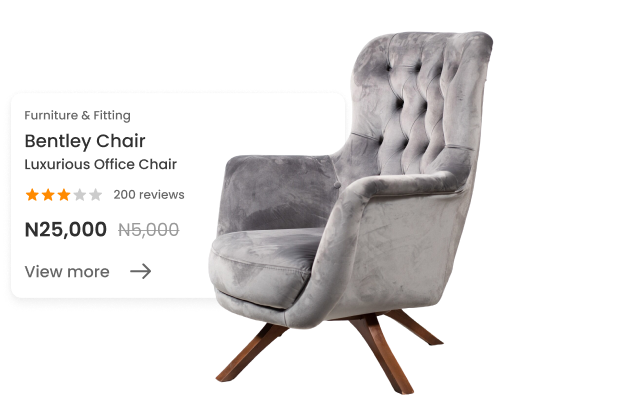 Furniture & Fitting
Bentley Chair
Luxurious Office Chair
200 reviews
N25,000 N5,000
View more